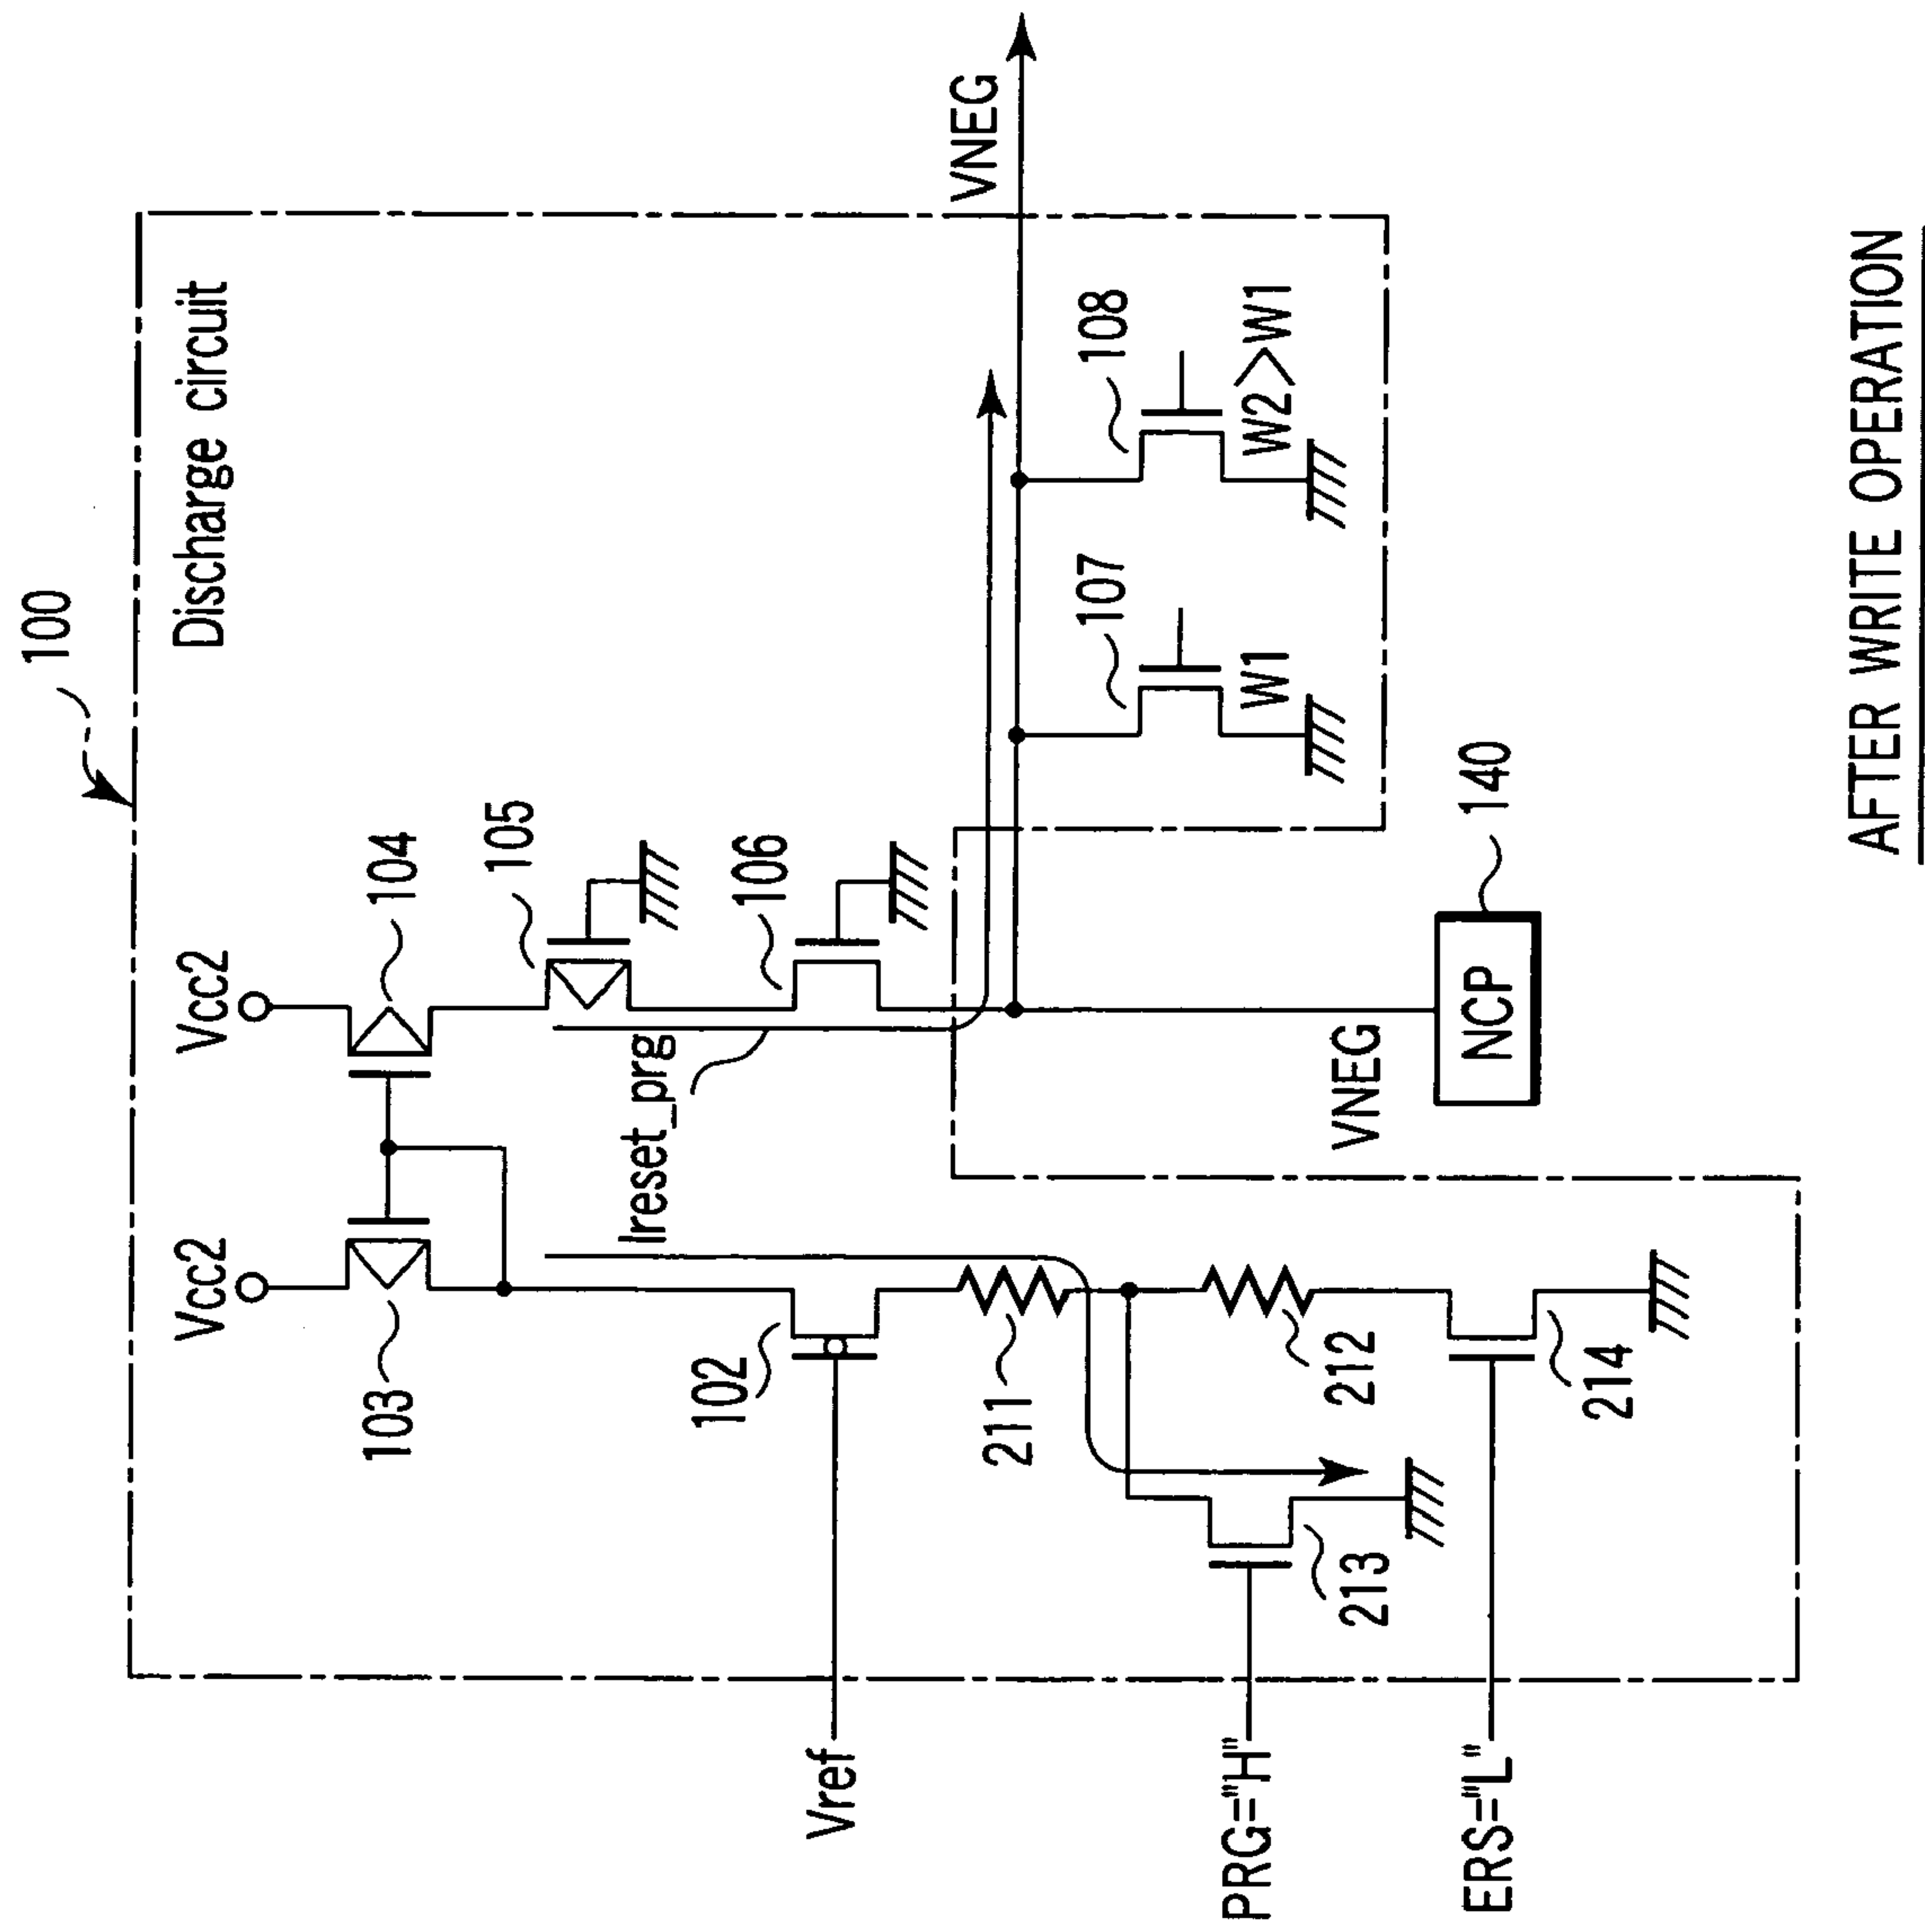 100
Discharge circuit
Vcc2
Vcc2
103
104
105
106
Ireset_prg
102
Vref
211
212
213
214
PRG="H"
ERS="L"
VNEG
NCP
140
107
W1
108
W2>W1
VNEG
AFTER WRITE OPERATION